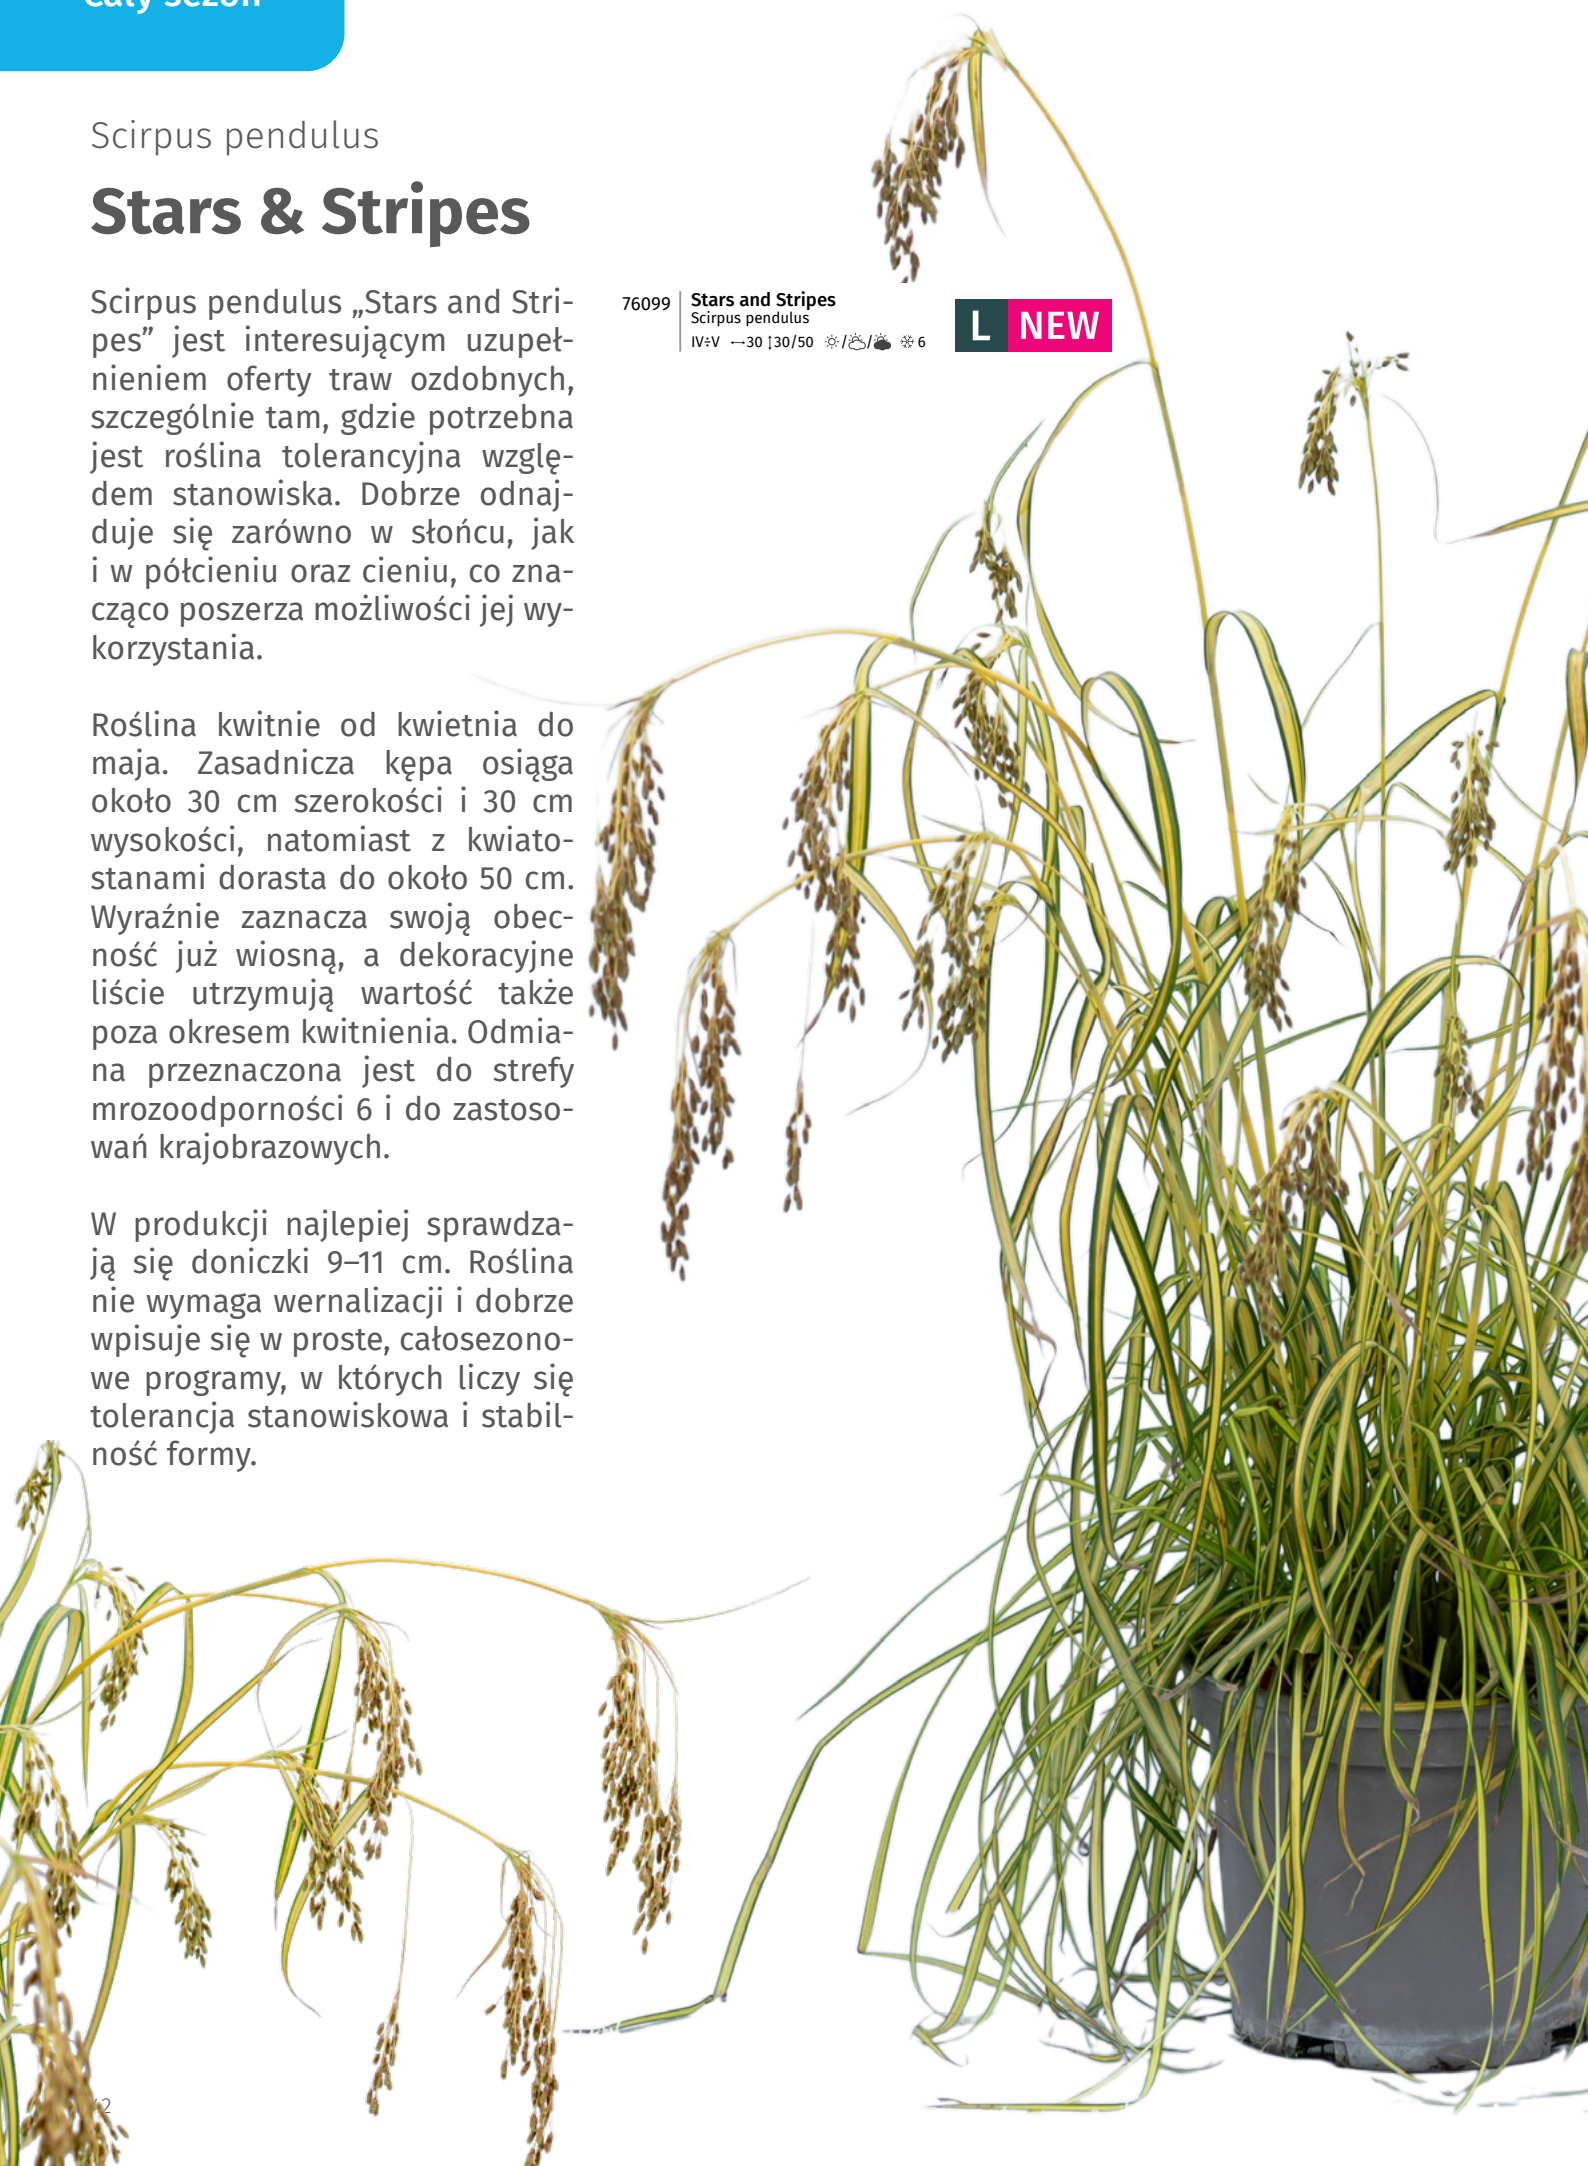 Cały sezon
Scirpus pendulus
Stars & Stripes
Scirpus pendulus „Stars and Stri-
pes” jest interesującym uzupeł-
nieniem oferty traw ozdobnych,
szczególnie tam, gdzie potrzebna
jest roślina tolerancyjna wzglę-
dem stanowiska. Dobrze odnaj-
duje się zarówno w słońcu, jak
i w półcieniu oraz cieniu, co zna-
cząco poszerza możliwości jej wy-
korzystania.
Roślina kwitnie od kwietnia do
maja. Zasadnicza kępa osiąga
około 30 cm szerokości i 30 cm
wysokości, natomiast z kwiato-
stanami dorasta do około 50 cm.
Wyraźnie zaznacza swoją obec-
ność już wiosną, a dekoracyjne
liście utrzymują wartość także
poza okresem kwitnienia. Odmia-
na przeznaczona jest do strefy
mrozoodporności 6 i do zastoso-
wań krajobrazowych.
W produkcji najlepiej sprawdza-
ją się doniczki 9–11 cm. Roślina
nie wymaga wernalizacji i dobrze
wpisuje się w proste, całosezono-
we programy, w których liczy się
tolerancja stanowiskowa i stabil-
ność formy.
76099
Stars and Stripes
Scirpus pendulus
IV÷V ↔30 ↕30/50 ☀/⛅/☁ ❄ 6
L NEW